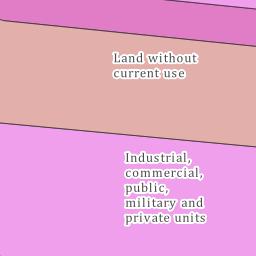 Land without
current use
Industrial,
commercial,
public,
military and
private units